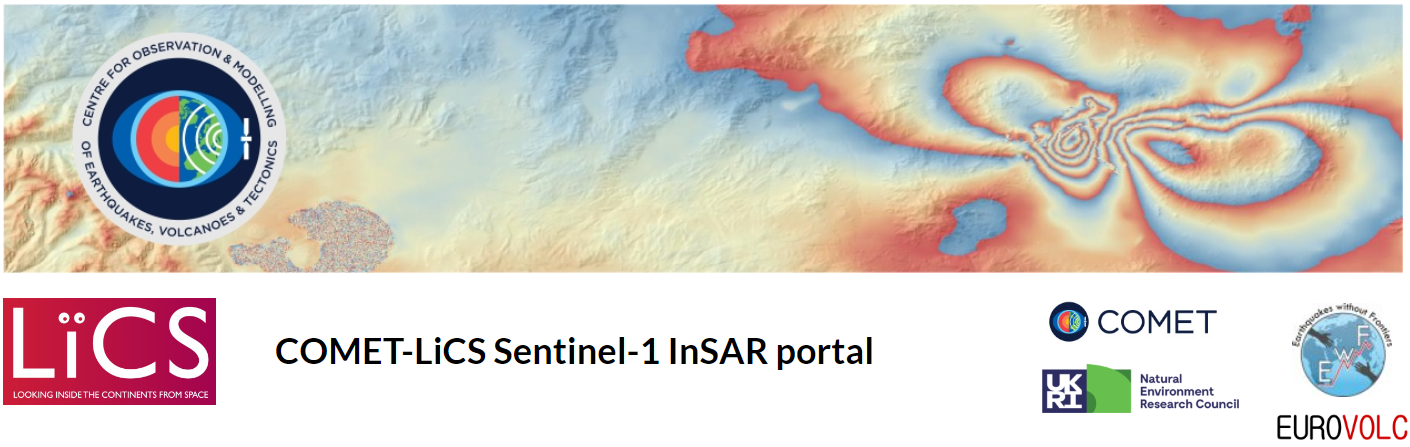 CENTRE FOR OBSERVATION & MODELLING
OF EARTHQUAKES, VOLCANOES & TECTONICS
LïCS
LOOKING INSIDE THE CONTINENTS FROM SPACE
COMET-LiCS Sentinel-1 InSAR portal
COMET
UKRI
Natural
Environment
Research Council
Earthquakes without Frontiers
EWF
EUROVOLC